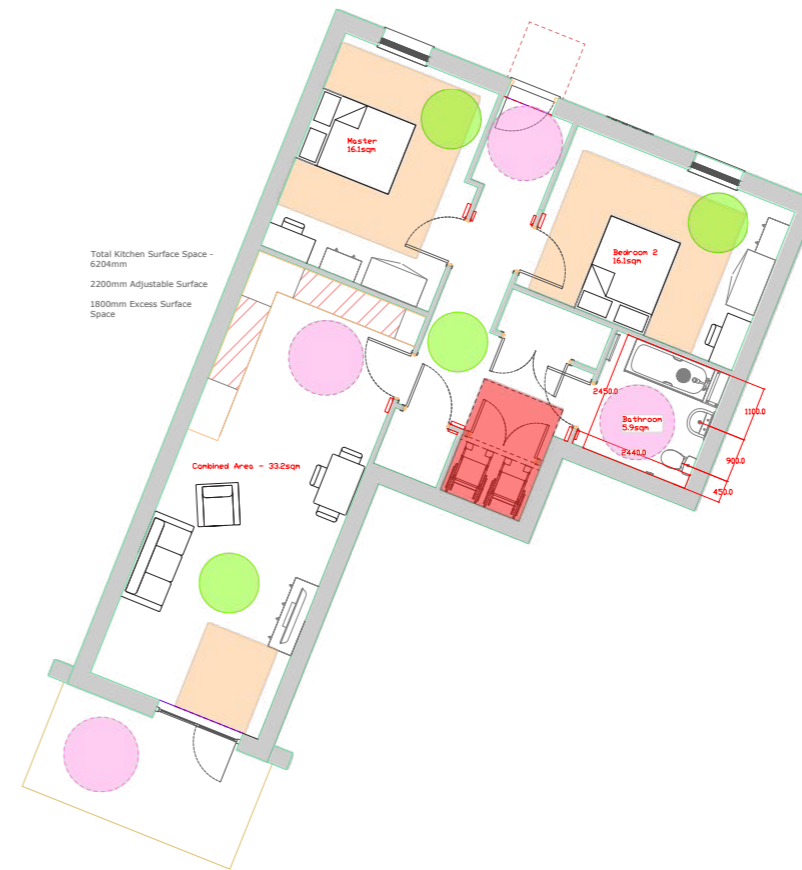 Master
16.1sqm
Bedroom 2
16.1sqm
Total Kitchen Surface Space -
6204mm
2200mm Adjustable Surface
1800mm Excess Surface
Space
2450.0
1100.0
Bathroom
5.9sqm
2440.0
900.0
450.0
Combined Area - 33.2sqm